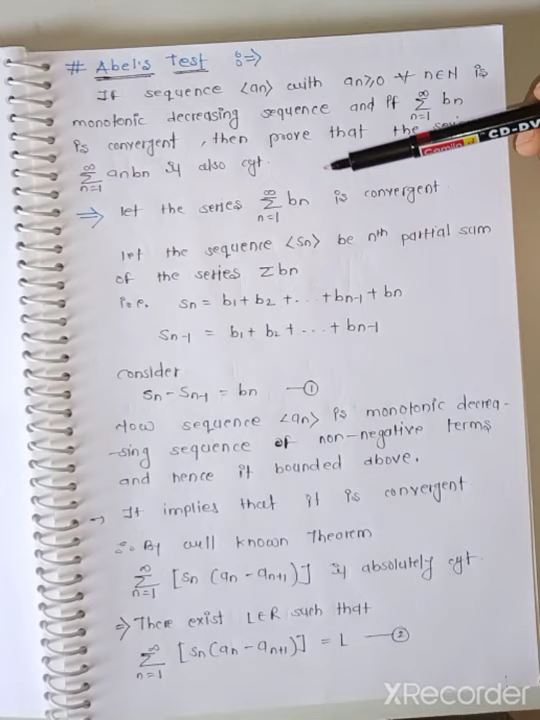 # Abel's Test :⇒
If sequence <an> with an≥0 ∀ n∈N is
monotonic decreasing sequence and if ∞Σn=1 bn
is convergent, then prove that the
∞Σn=1 anbn is also cgt.
⇒ let the series ∞Σn=1 bn is convergent.
let the sequence <sn> be nth partial sum
of the series Σbn
i.e. sn = b1 + b2 + ... + bn-1 + bn
Sn-1 = b1 + b2 + ... + bn-1
consider
sn - Sn-1 = bn —①
Now sequence <an> is monotonic decrea-
-sing sequence of non-negative terms
and hence it bounded above.
⇒ It implies that it is convergent
∴ By well known Theorem
∞Σn=1 [sn (an - an+1)] is absolutely cgt.
⇒ There exist L∈R such that
∞Σn=1 [sn(an - an+1)] = L —②
Camlin
CD-DV
XRecorder